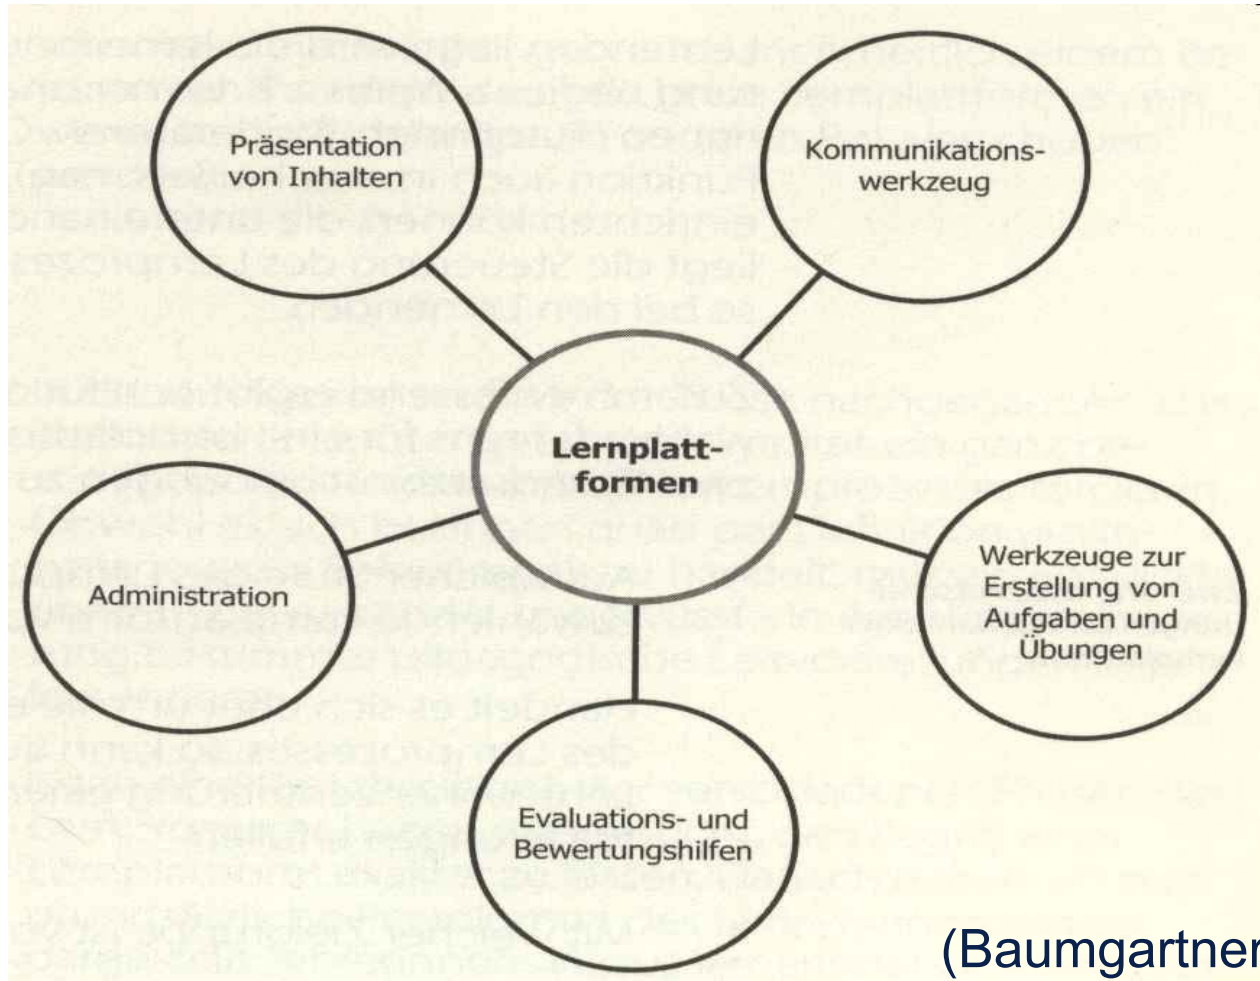 Präsentation
von Inhalten
Kommunikations-
werkzeug
Lernplatt-
formen
Administration
Werkzeuge zur
Erstellung von
Aufgaben und
Übungen
Evaluations- und
Bewertungshilfen
(Baumgartner